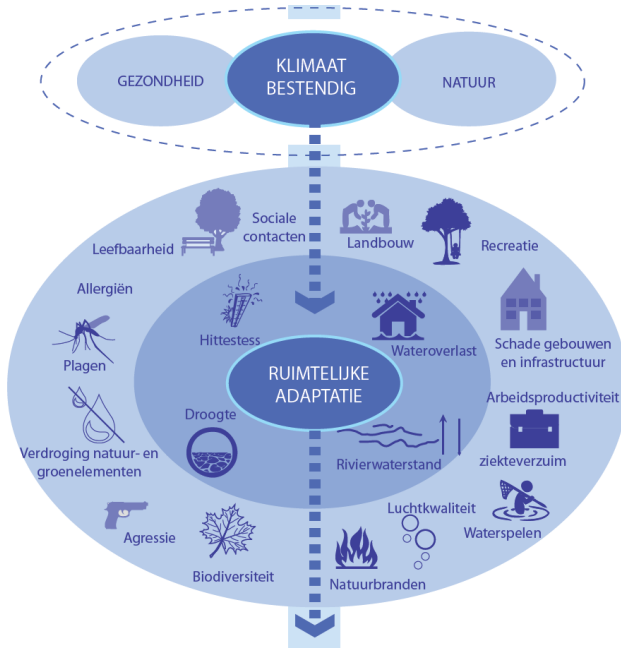 GEZONDHEID
KLIMAAT
BESTENDIG
NATUUR
Leefbaarheid
Sociale
contacten
Landbouw
Recreatie
Allergiën
Plagen
Hittestess
Wateroverlast
Schade gebouwen
en infrastructuur
RUIMTELIJKE
ADAPTATIE
Arbeidsproductiviteit
ziekteverzuim
Verdroging natuur- en
groenelementen
Droogte
Rivierwaterstand
Agressie
Biodiversiteit
Natuurbranden
Luchtkwaliteit
Waterspelen